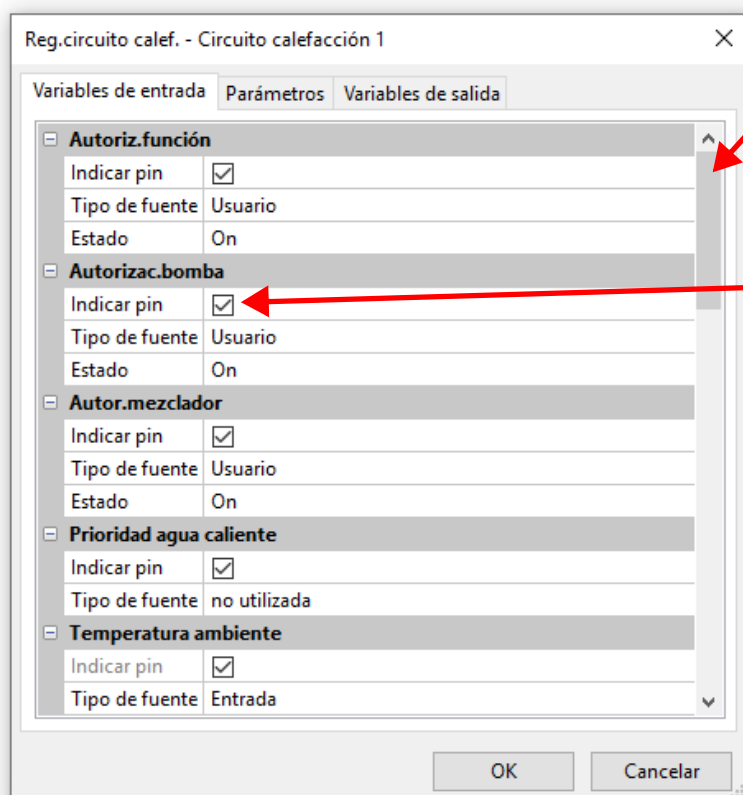 Reg.circuito calef. - Circuito calefacción 1
Variables de entrada Parámetros Variables de salida
Autoriz.función
Indicar pin
Tipo de fuente Usuario
Estado On
Autorizac.bomba
Indicar pin
Tipo de fuente Usuario
Estado On
Autor.mezclador
Indicar pin
Tipo de fuente Usuario
Estado On
Prioridad agua caliente
Indicar pin
Tipo de fuente no utilizada
Temperatura ambiente
Indicar pin
Tipo de fuente Entrada
OK Cancelar